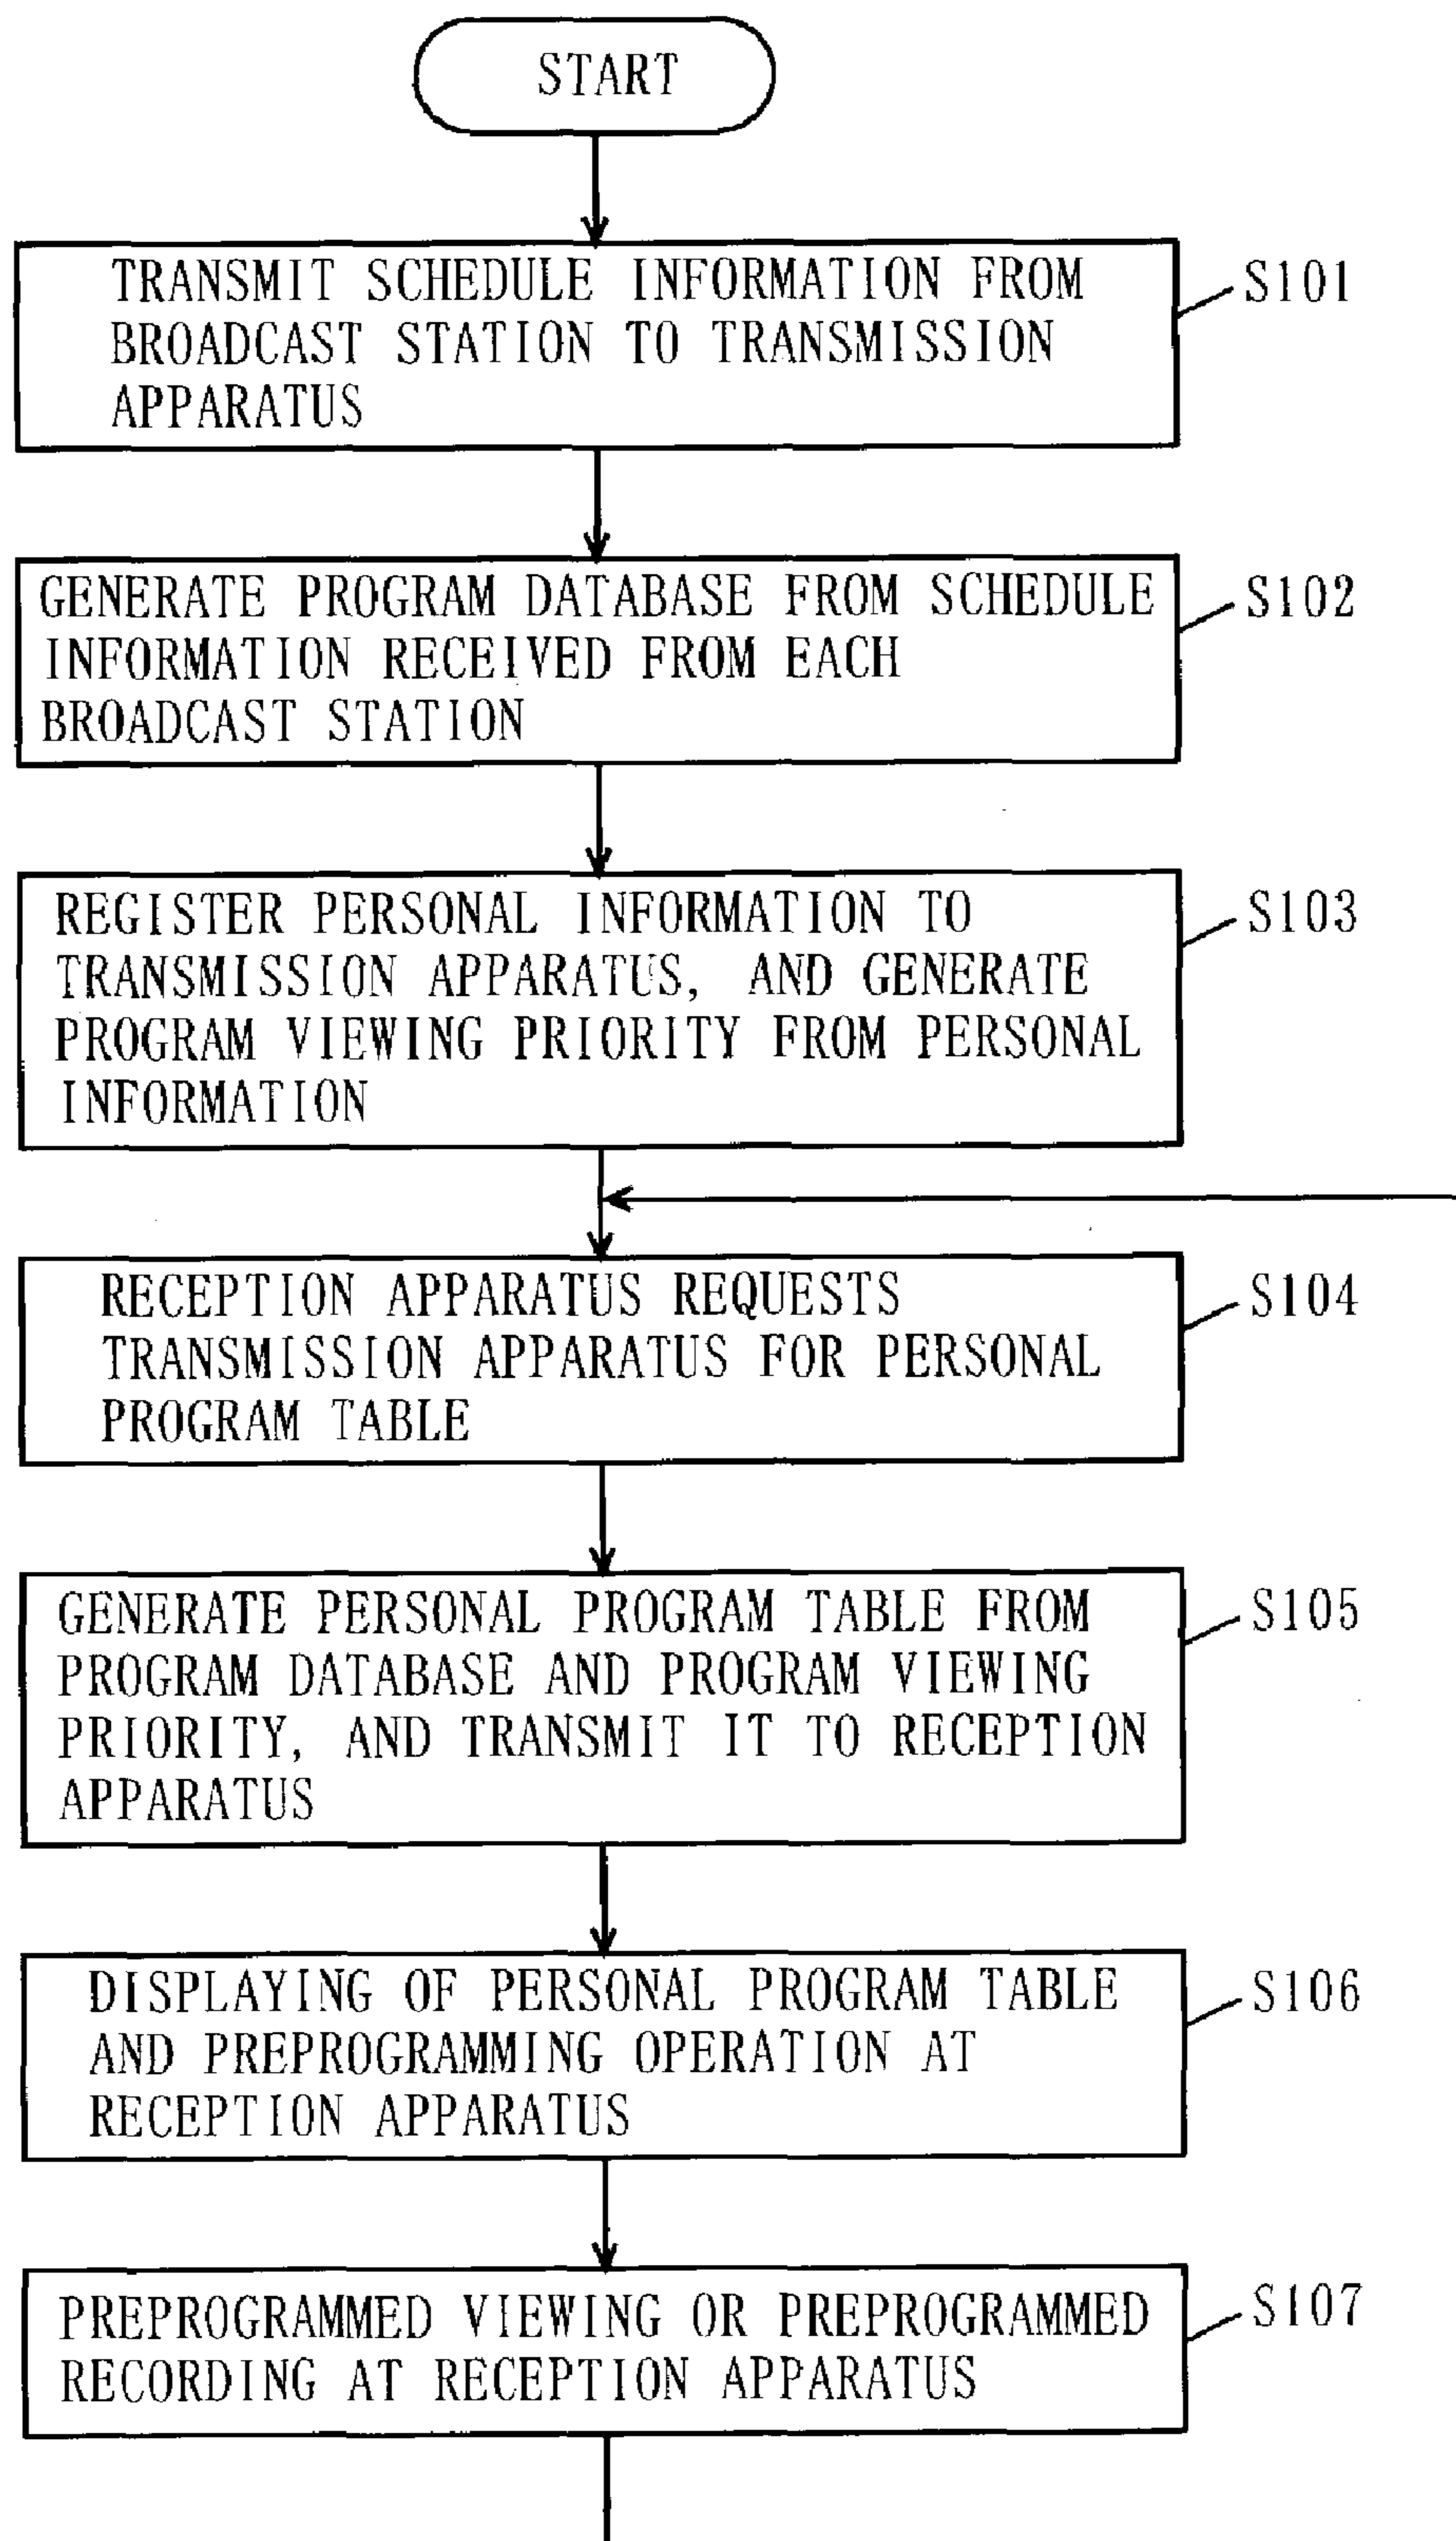 START
TRANSMIT SCHEDULE INFORMATION FROM
BROADCAST STATION TO TRANSMISSION
APPARATUS
S101
GENERATE PROGRAM DATABASE FROM SCHEDULE
INFORMATION RECEIVED FROM EACH
BROADCAST STATION
S102
REGISTER PERSONAL INFORMATION TO
TRANSMISSION APPARATUS, AND GENERATE
PROGRAM VIEWING PRIORITY FROM PERSONAL
INFORMATION
S103
RECEPTION APPARATUS REQUESTS
TRANSMISSION APPARATUS FOR PERSONAL
PROGRAM TABLE
S104
GENERATE PERSONAL PROGRAM TABLE FROM
PROGRAM DATABASE AND PROGRAM VIEWING
PRIORITY, AND TRANSMIT IT TO RECEPTION
APPARATUS
S105
DISPLAYING OF PERSONAL PROGRAM TABLE
AND PREPROGRAMMING OPERATION AT
RECEPTION APPARATUS
S106
PREPROGRAMMED VIEWING OR PREPROGRAMMED
RECORDING AT RECEPTION APPARATUS
S107